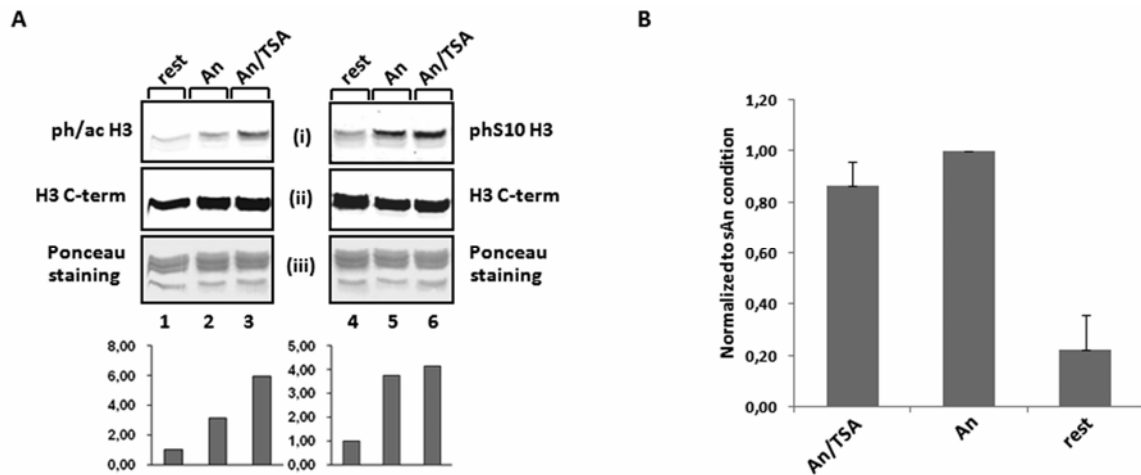 A
rest An An/TSA
rest An An/TSA
ph/ac H3 (i) phS10 H3
H3 C-term (ii) H3 C-term
Ponceau staining (iii) Ponceau staining
1 2 3 4 5 6
8,00
6,00
4,00
2,00
0,00
5,00
4,00
3,00
2,00
1,00
0,00
B
Normalized to sAn condition
1,20
1,00
0,80
0,60
0,40
0,20
0,00
An/TSA An rest